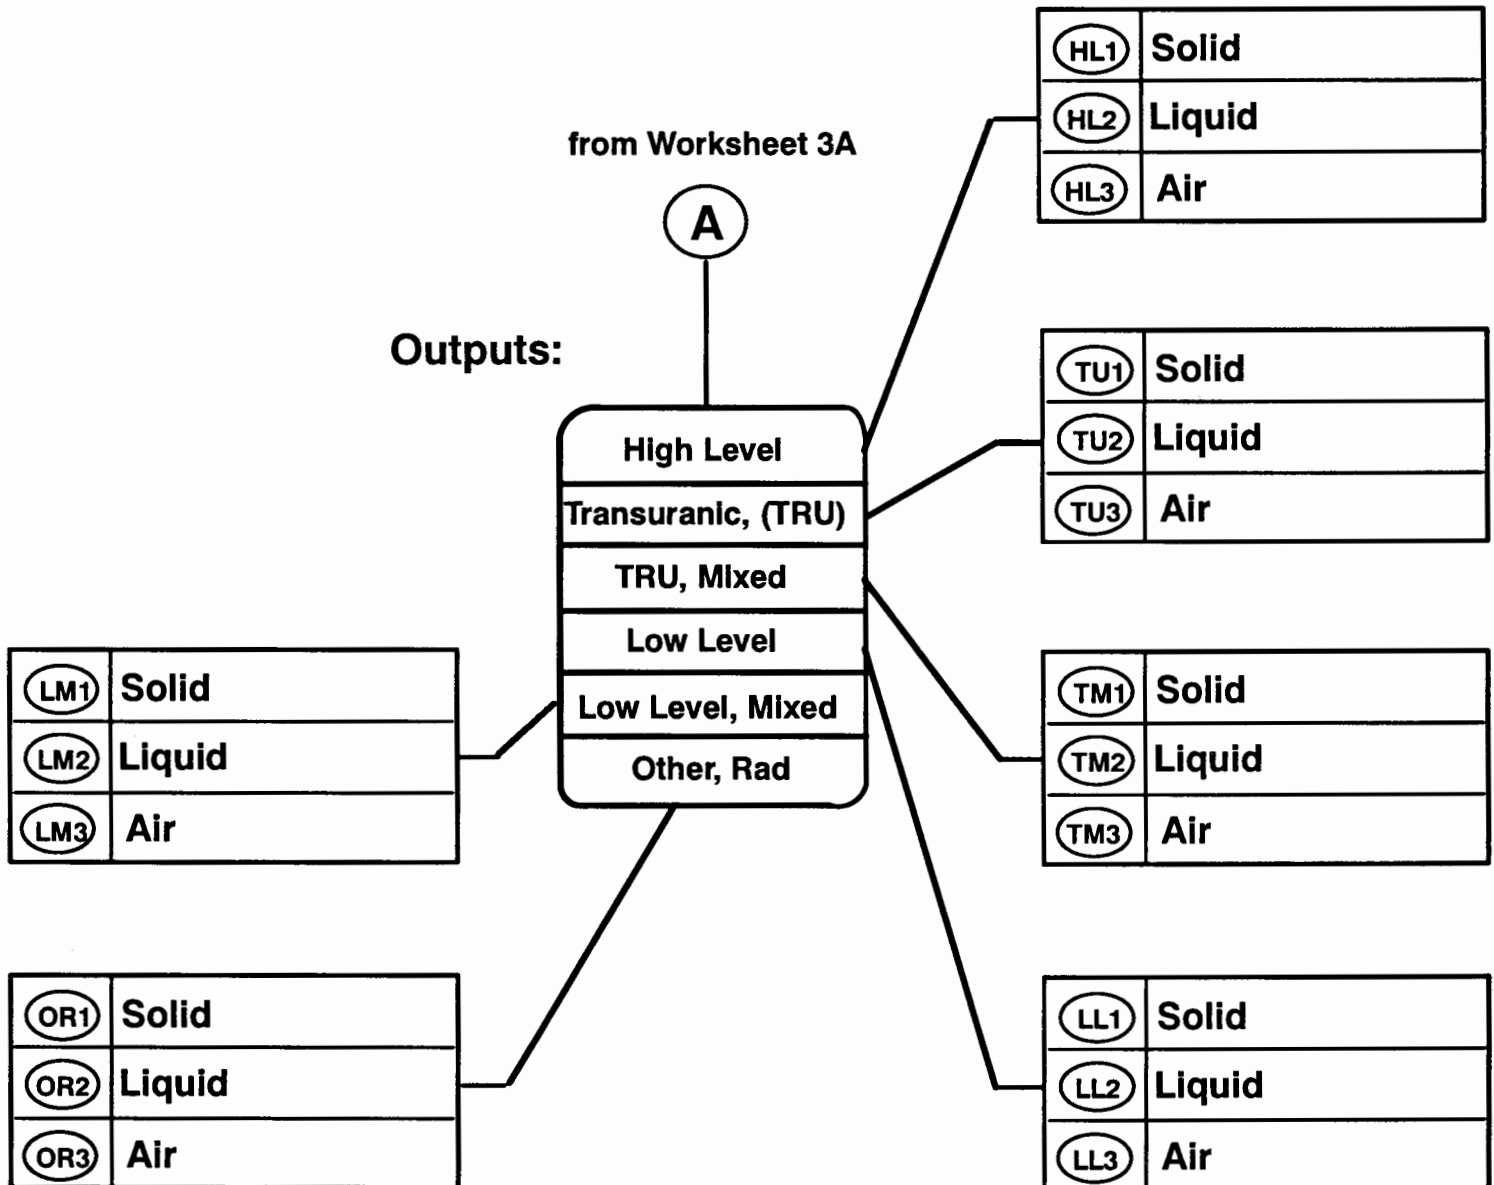 from Worksheet 3A
A
Outputs:
High Level
Transuranic, (TRU)
TRU, Mixed
Low Level
Low Level, Mixed
Other, Rad
HL1 Solid
HL2 Liquid
HL3 Air
TU1 Solid
TU2 Liquid
TU3 Air
TM1 Solid
TM2 Liquid
TM3 Air
LL1 Solid
LL2 Liquid
LL3 Air
LM1 Solid
LM2 Liquid
LM3 Air
OR1 Solid
OR2 Liquid
OR3 Air